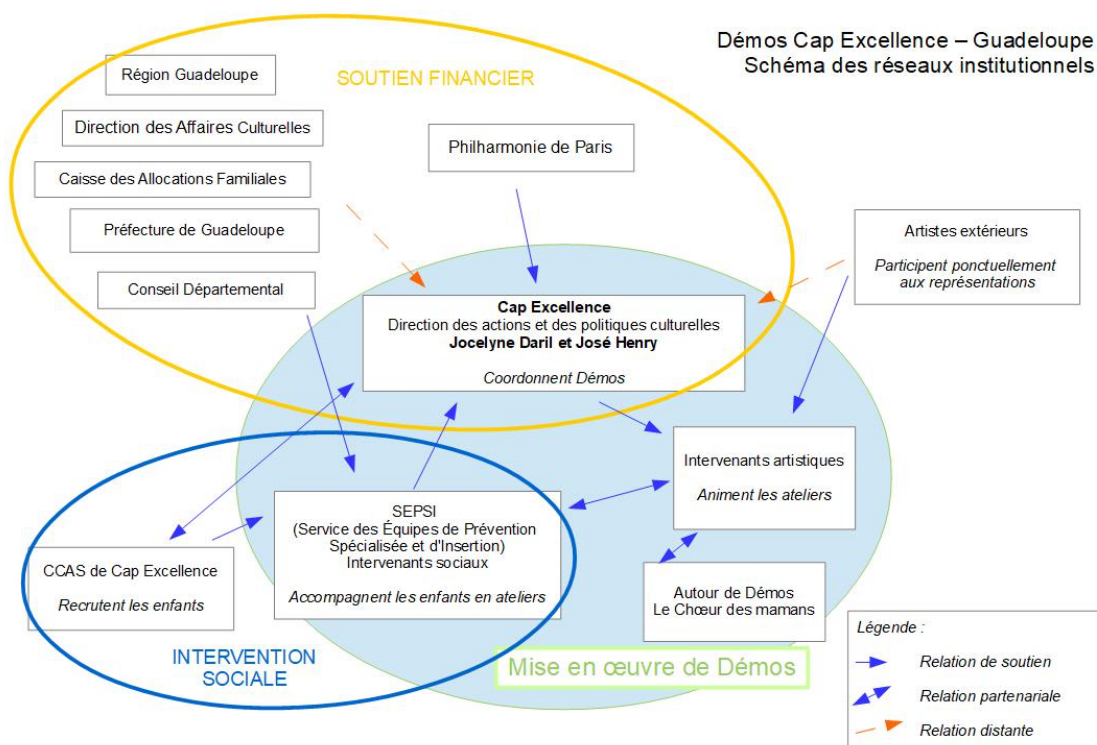 Démos Cap Excellence – Guadeloupe
Schéma des réseaux institutionnels
SOUTIEN FINANCIER
Région Guadeloupe
Direction des Affaires Culturelles
Caisse des Allocations Familiales
Préfecture de Guadeloupe
Conseil Départemental
Philharmonie de Paris
Artistes extérieurs
Participent ponctuellement
aux représentations
Cap Excellence
Direction des actions et des politiques culturelles
Jocelyne Daril et José Henry
Coordonnent Démos
Intervenants artistiques
Animent les ateliers
SEPSI
(Service des Équipes de Prévention
Spécialisée et d'Insertion)
Intervenants sociaux
Accompagnent les enfants en ateliers
CCAS de Cap Excellence
Recrutent les enfants
Autour de Démos
Le Chœur des mamans
INTERVENTION
SOCIALE
Mise en œuvre de Démos
Légende :
Relation de soutien
Relation partenariale
Relation distante